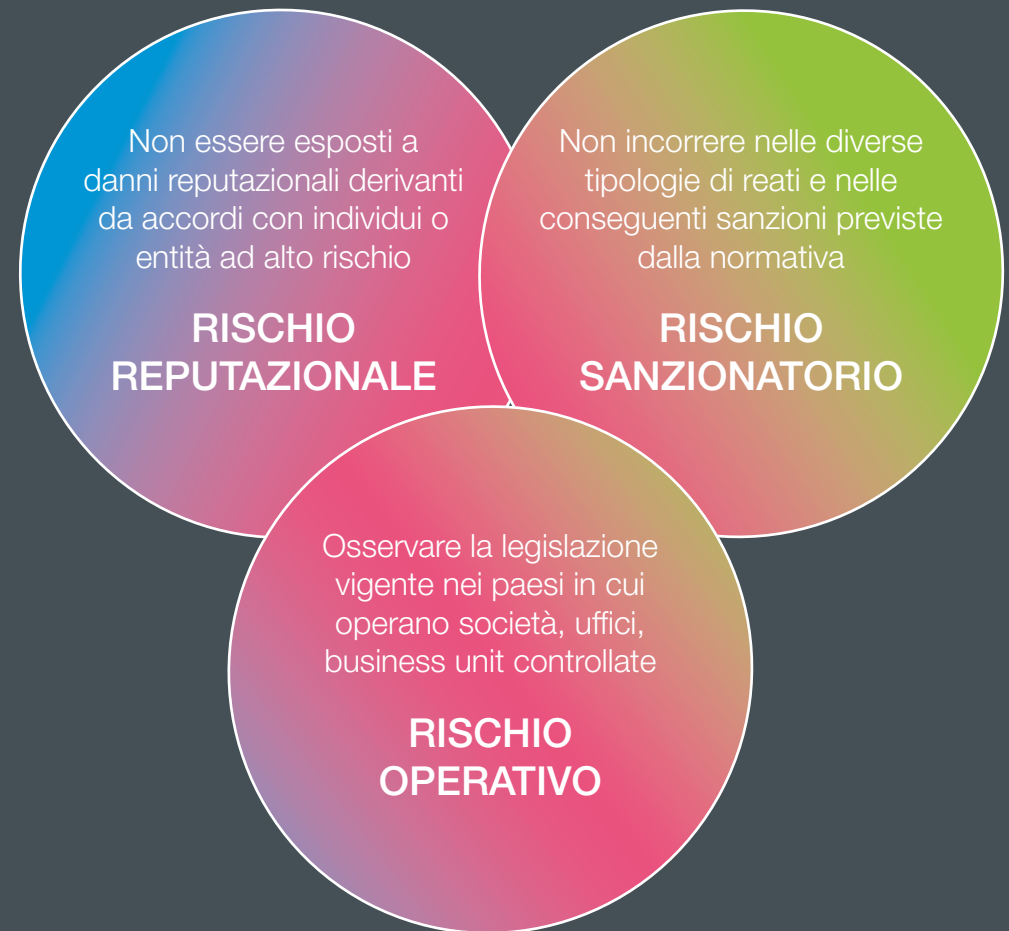 Non essere esposti a
danni reputazionali derivanti
da accordi con individui o
entità ad alto rischio
RISCHIO
REPUTAZIONALE
Non incorrere nelle diverse
tipologie di reati e nelle
conseguenti sanzioni previste
dalla normativa
RISCHIO
SANZIONATORIO
Osservare la legislazione
vigente nei paesi in cui
operano società, uffici,
business unit controllate
RISCHIO
OPERATIVO